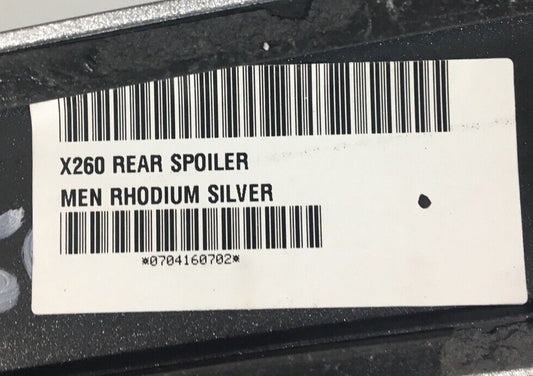 X260 REAR SPOILER
MEN RHODIUM SILVER
*0704160702*